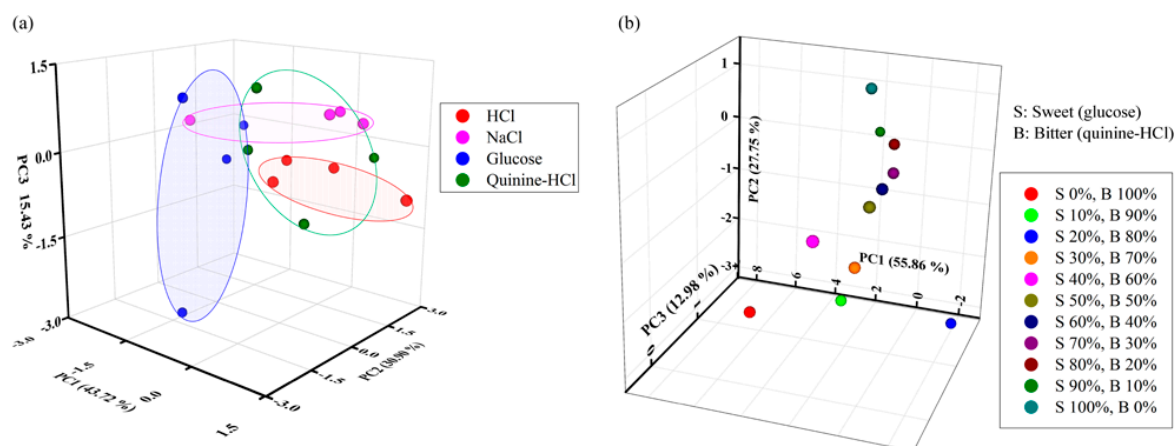 (a)
1.5
0.0
-1.5
-3.0
PC3 15.43 %
-3.0
-1.5
0.0
1.5
PC1 (43.72 %)
-3.0
-1.5
0.0
1.5
3.0
PC2 (30.90 %)
HCl
NaCl
Glucose
Quinine-HCl
(b)
1
0
-1
-2
-3
PC2 (27.75 %)
PC1 (55.86 %)
8
6
4
2
0
-2
PC3 (12.98 %)
0
S: Sweet (glucose)
B: Bitter (quinine-HCl)
S 0%, B 100%
S 10%, B 90%
S 20%, B 80%
S 30%, B 70%
S 40%, B 60%
S 50%, B 50%
S 60%, B 40%
S 70%, B 30%
S 80%, B 20%
S 90%, B 10%
S 100%, B 0%